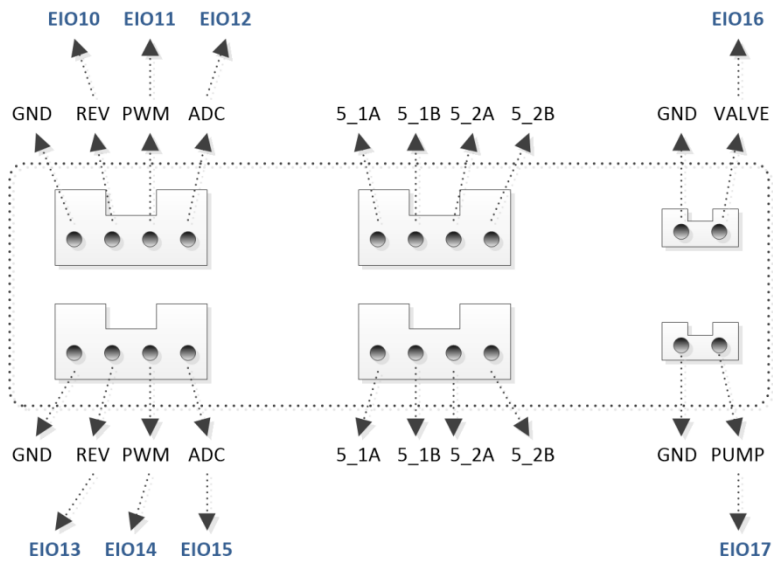 EIO10 EIO11 EIO12 EIO16
GND REV PWM ADC 5_1A 5_1B 5_2A 5_2B GND VALVE
GND REV PWM ADC 5_1A 5_1B 5_2A 5_2B GND PUMP
EIO13 EIO14 EIO15 EIO17